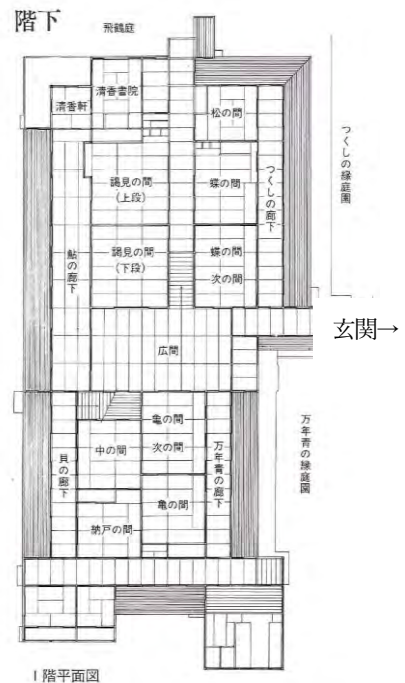 階下
飛鶴庭
清香軒
清香書院
松の間
謁見の間
(上段)
蝶の間
つくしの廊下
つくしの縁庭園
鮎の廊下
謁見の間
(下段)
蝶の間
次の間
広間
玄関→
貝の廊下
中の間
亀の間
次の間
万年青の廊下
万年青の縁庭園
納戸の間
亀の間
1階平面図